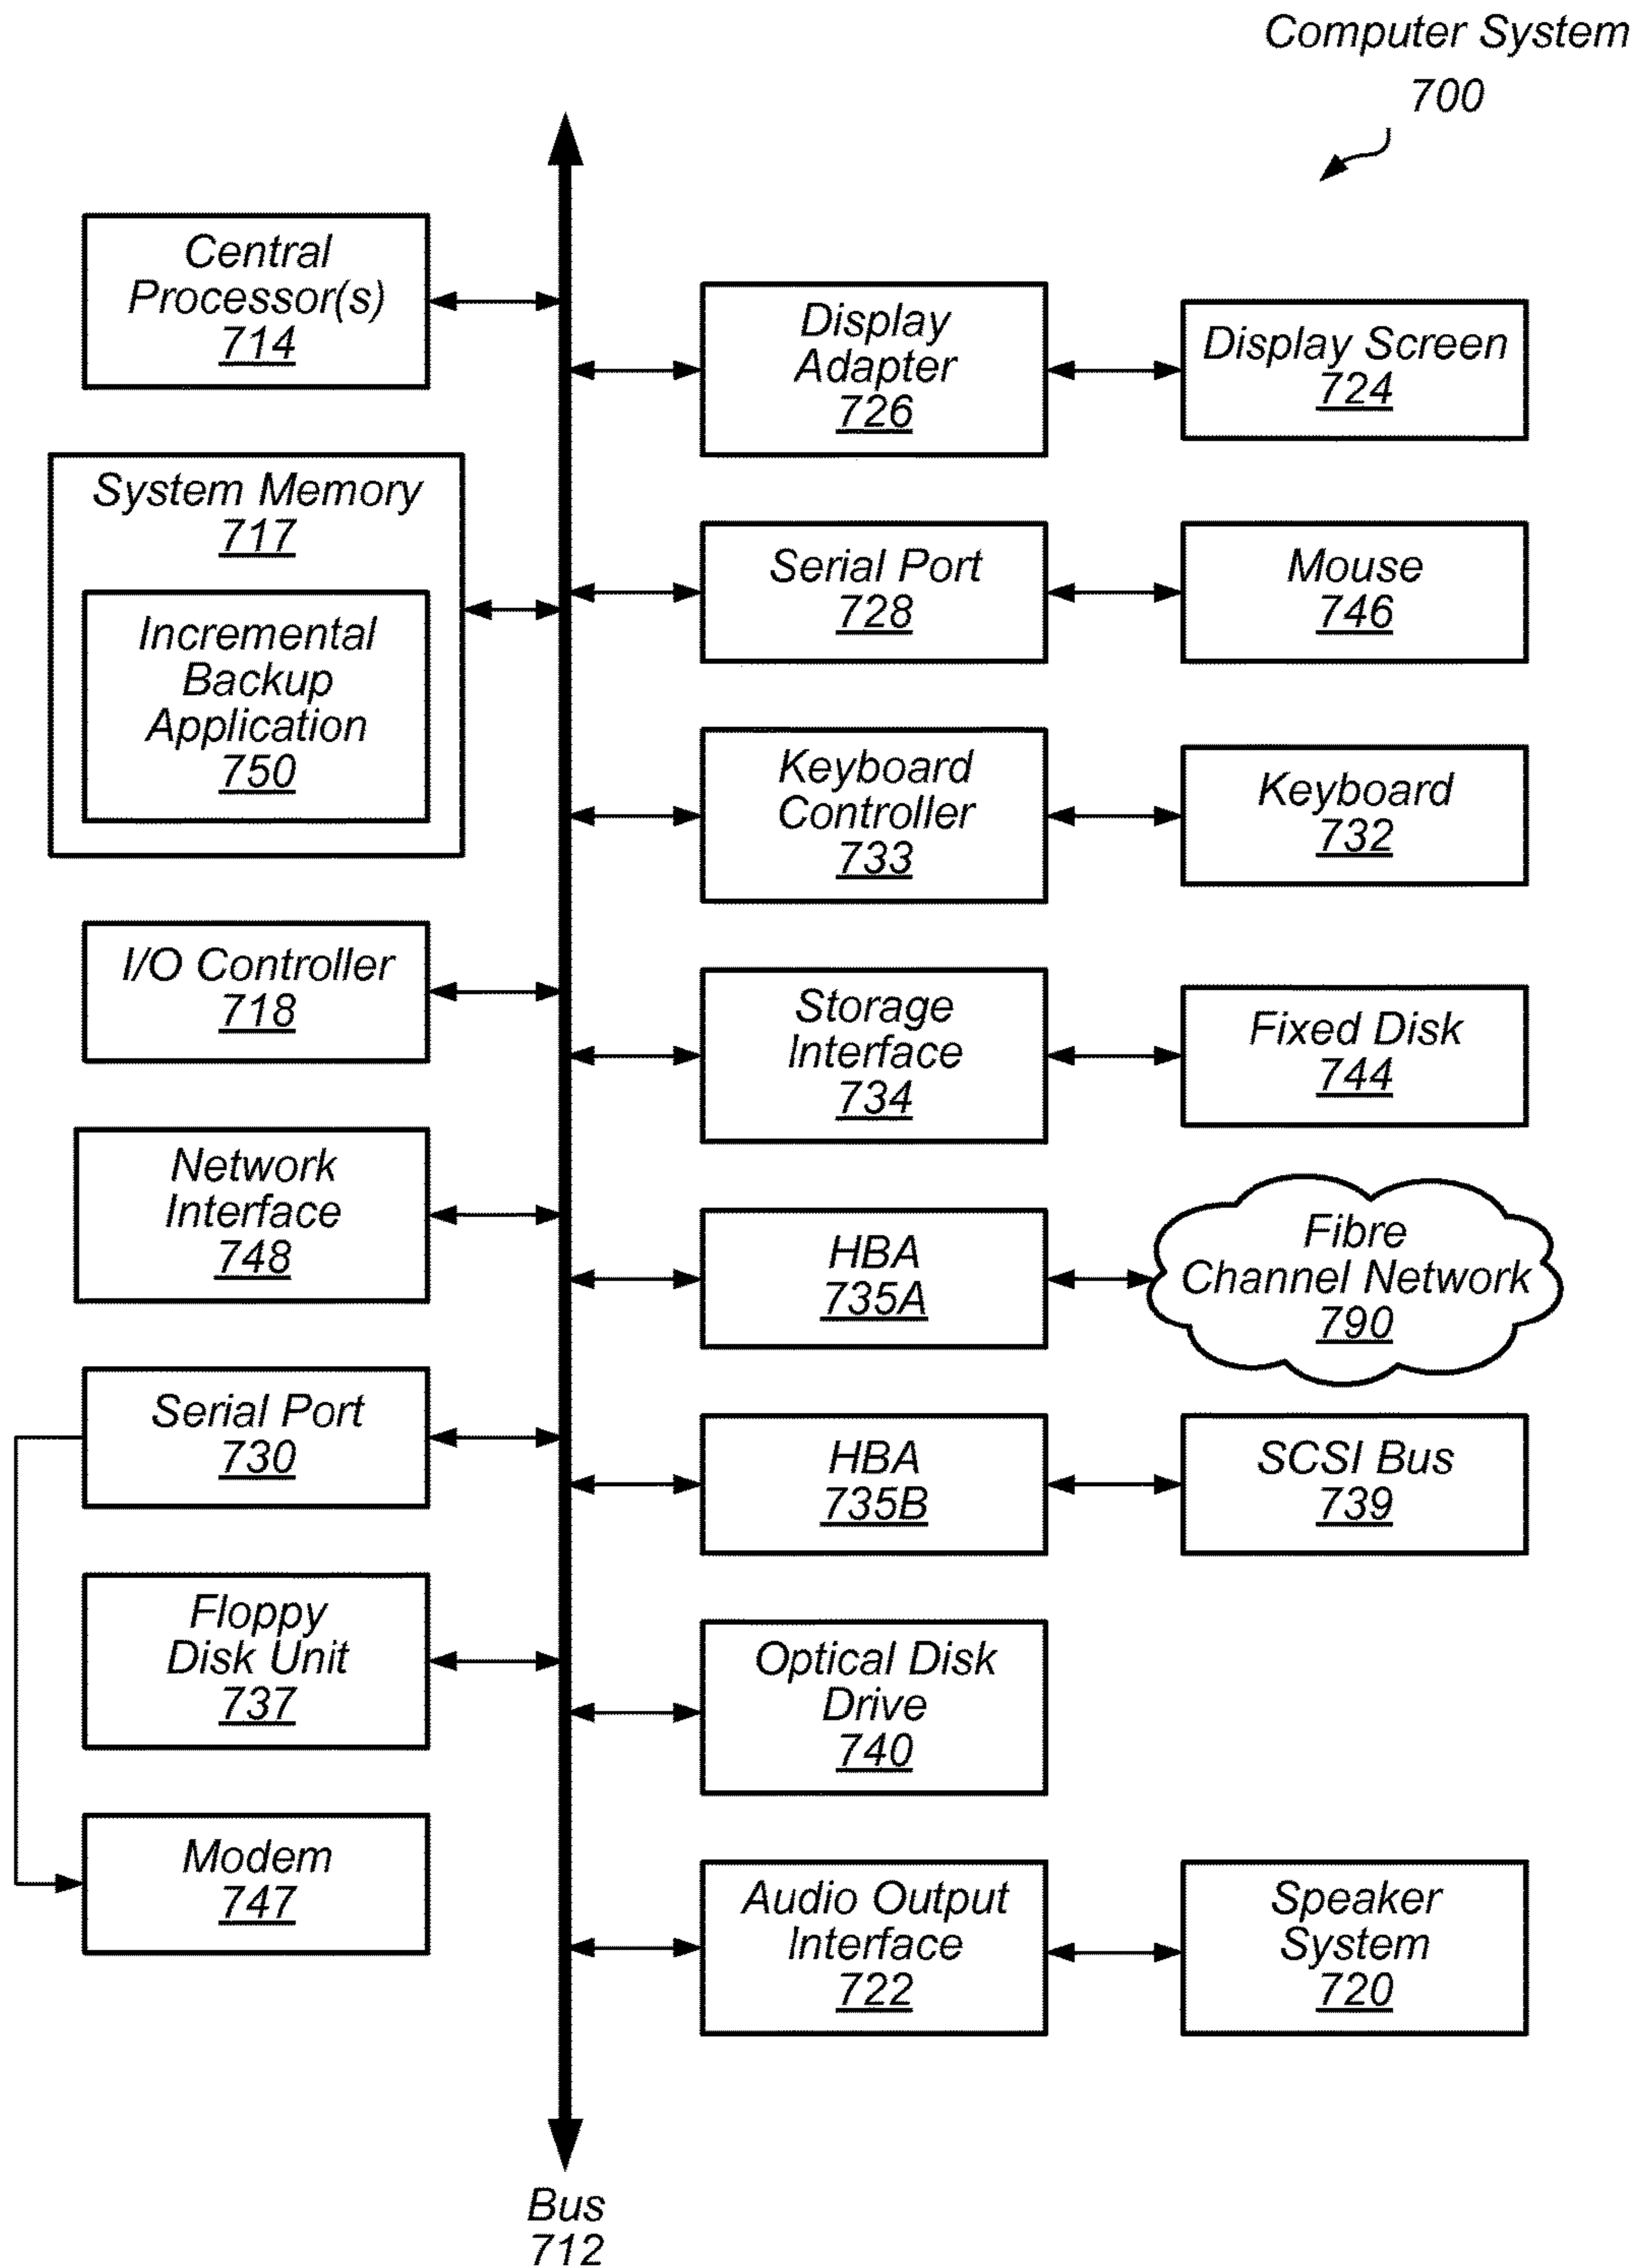 Computer System
700
Central
Processor(s)
714
System Memory
717
Incremental
Backup
Application
750
I/O Controller
718
Network
Interface
748
Serial Port
730
Floppy
Disk Unit
737
Modem
747
Display
Adapter
726
Display Screen
724
Serial Port
728
Mouse
746
Keyboard
Controller
733
Keyboard
732
Storage
Interface
734
Fixed Disk
744
HBA
735A
Fibre
Channel Network
790
HBA
735B
SCSI Bus
739
Optical Disk
Drive
740
Audio Output
Interface
722
Speaker
System
720
Bus
712